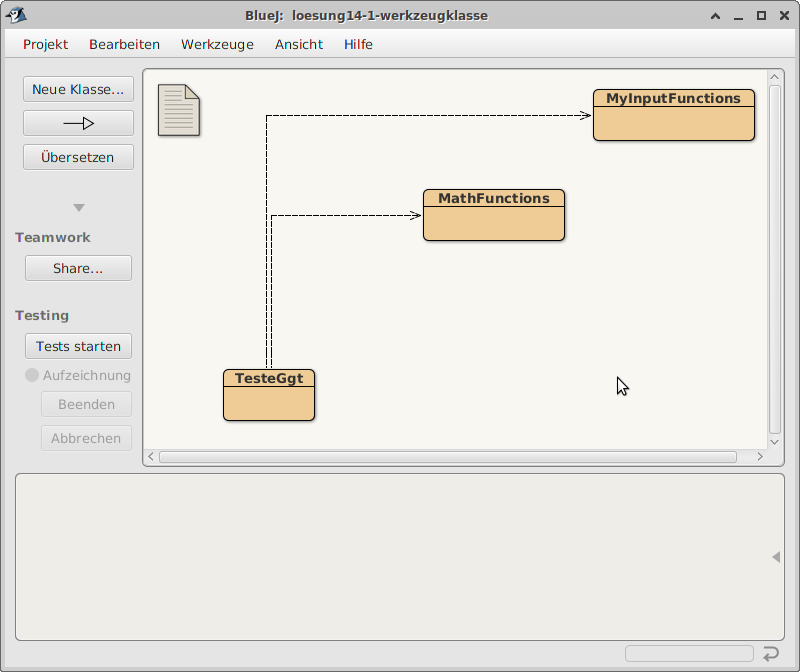 BlueJ:  loesung14-1-werkzeugklasse
Projekt Bearbeiten Werkzeuge Ansicht Hilfe
Neue Klasse...
Übersetzen
Teamwork
Share...
Testing
Tests starten
Aufzeichnung
Beenden
Abbrechen
MyInputFunctions
MathFunctions
TesteGgt